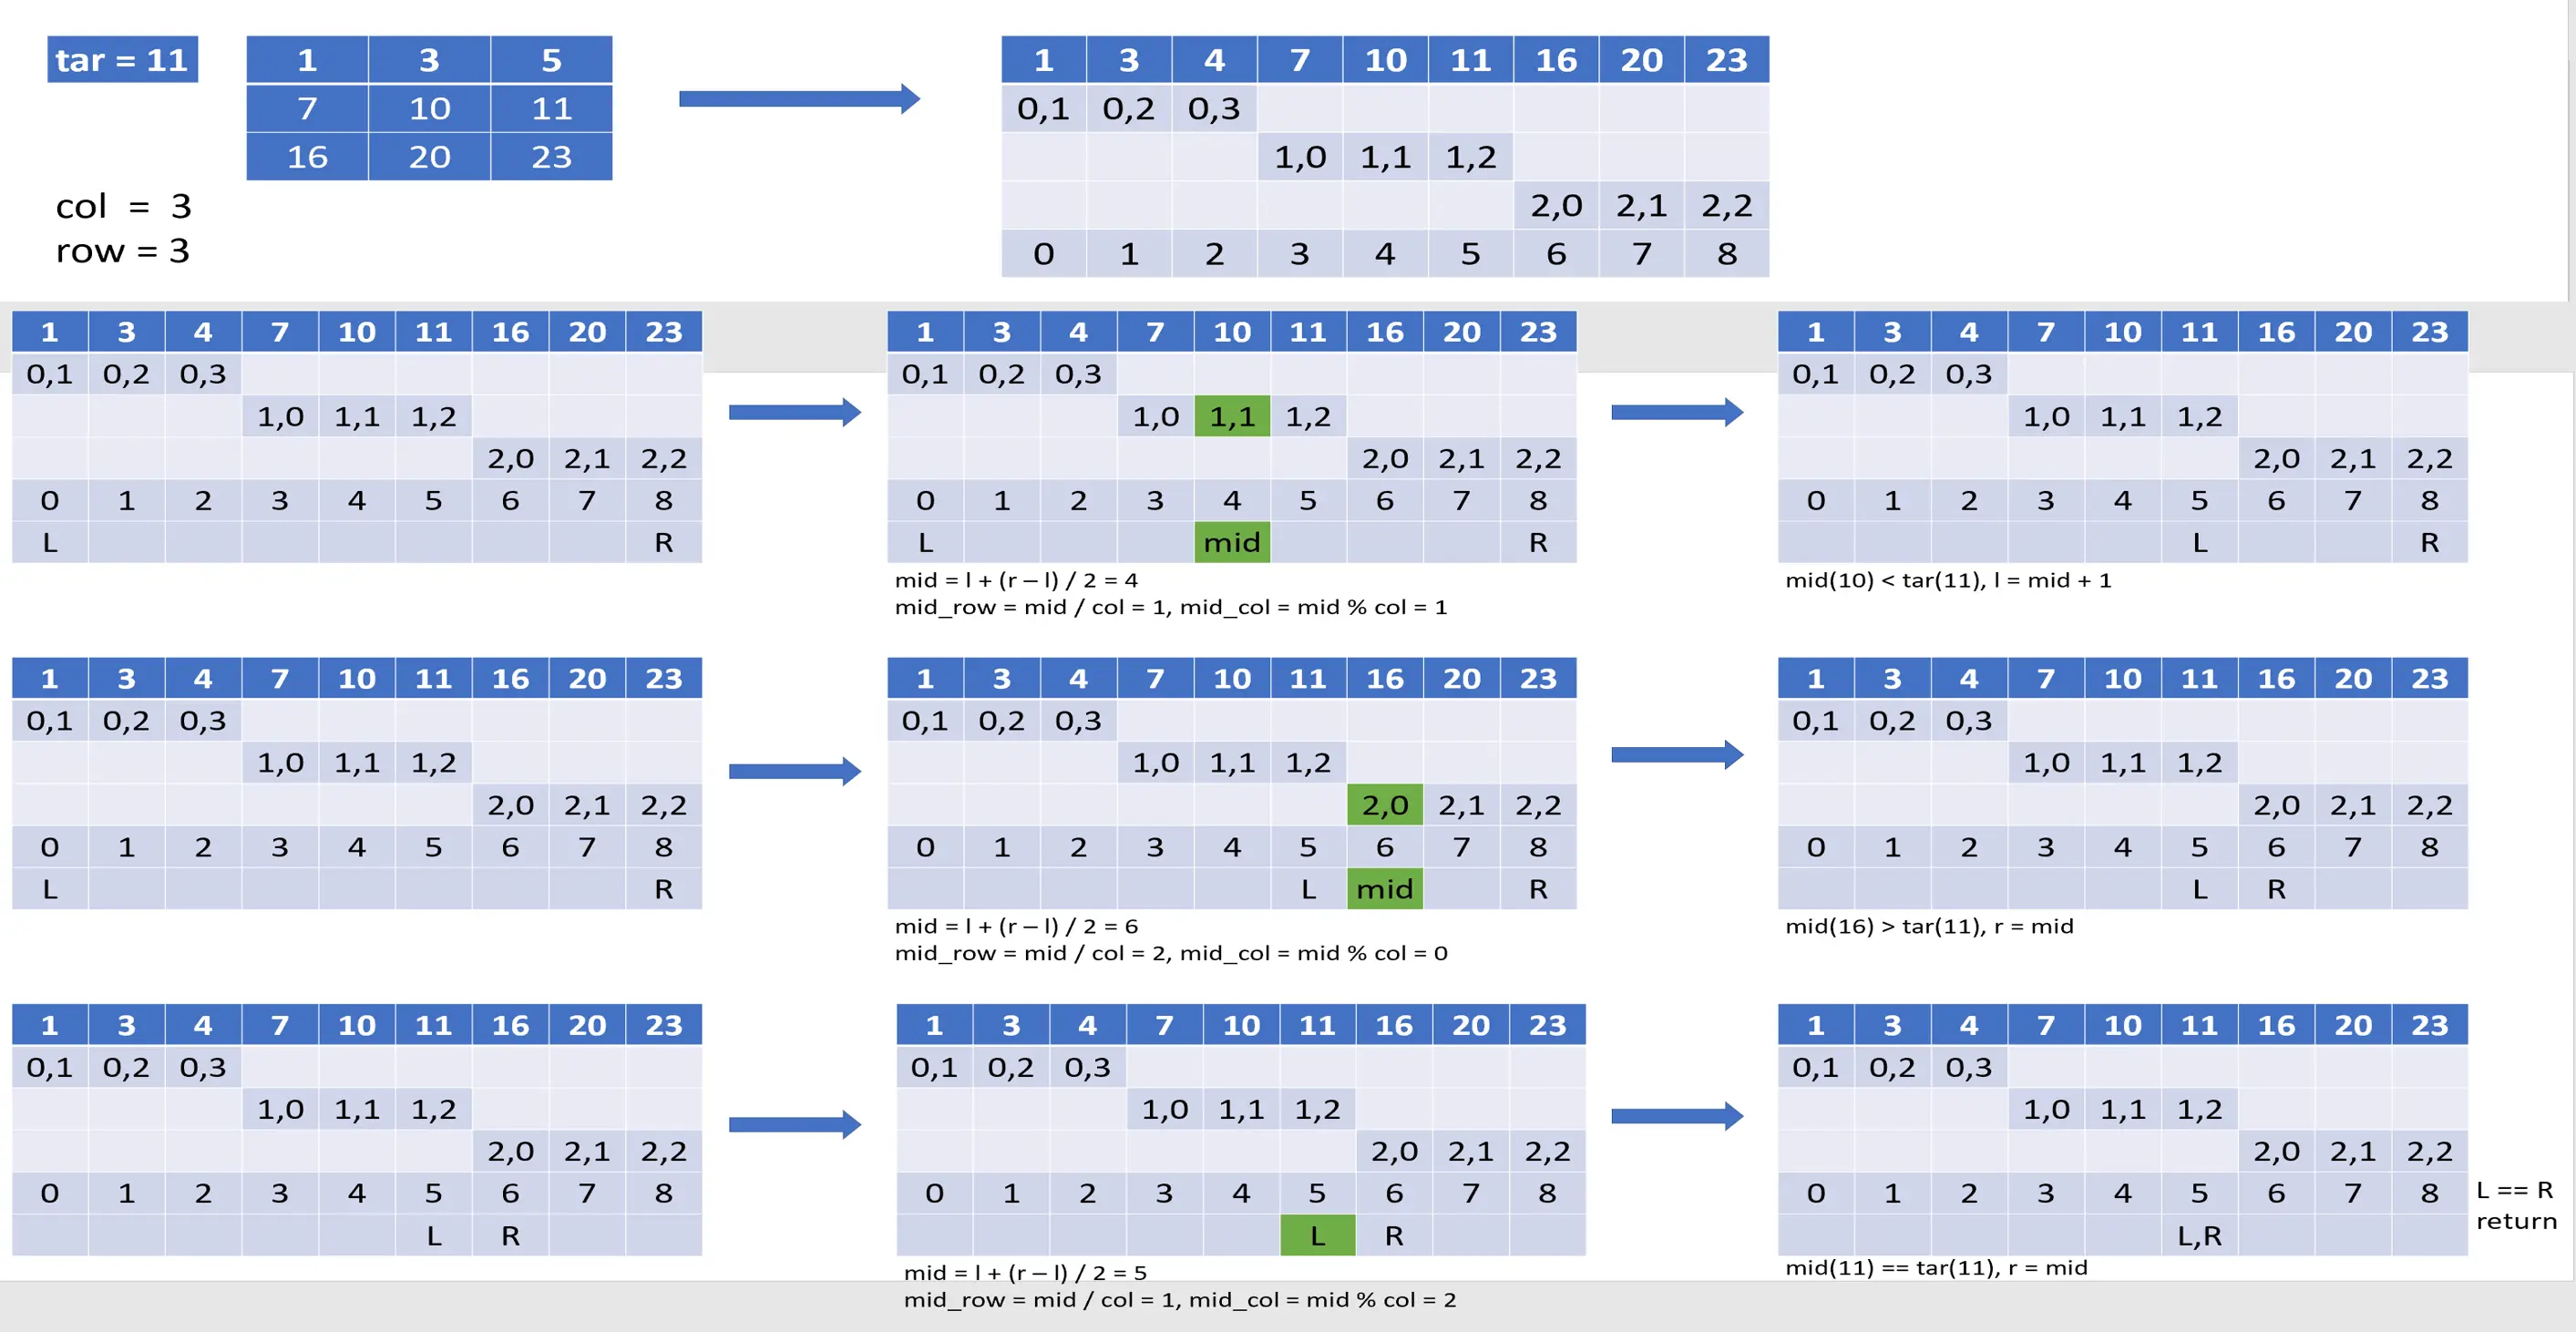 tar = 11
1 3 5
7 10 11
16 20 23
col = 3
row = 3
1 3 4 7 10 11 16 20 23
0,1 0,2 0,3
1,0 1,1 1,2
2,0 2,1 2,2
0 1 2 3 4 5 6 7 8
1 3 4 7 10 11 16 20 23
0,1 0,2 0,3
1,0 1,1 1,2
2,0 2,1 2,2
0 1 2 3 4 5 6 7 8
L R
1 3 4 7 10 11 16 20 23
0,1 0,2 0,3
1,0 1,1 1,2
2,0 2,1 2,2
0 1 2 3 4 5 6 7 8
L mid R
mid = l + (r – l) / 2 = 4
mid_row = mid / col = 1, mid_col = mid % col = 1
1 3 4 7 10 11 16 20 23
0,1 0,2 0,3
1,0 1,1 1,2
2,0 2,1 2,2
0 1 2 3 4 5 6 7 8
L R
mid(10) < tar(11), l = mid + 1
1 3 4 7 10 11 16 20 23
0,1 0,2 0,3
1,0 1,1 1,2
2,0 2,1 2,2
0 1 2 3 4 5 6 7 8
L R
1 3 4 7 10 11 16 20 23
0,1 0,2 0,3
1,0 1,1 1,2
2,0 2,1 2,2
0 1 2 3 4 5 6 7 8
L mid R
mid = l + (r – l) / 2 = 6
mid_row = mid / col = 2, mid_col = mid % col = 0
1 3 4 7 10 11 16 20 23
0,1 0,2 0,3
1,0 1,1 1,2
2,0 2,1 2,2
0 1 2 3 4 5 6 7 8
L R
mid(16) > tar(11), r = mid
1 3 4 7 10 11 16 20 23
0,1 0,2 0,3
1,0 1,1 1,2
2,0 2,1 2,2
0 1 2 3 4 5 6 7 8
L R
1 3 4 7 10 11 16 20 23
0,1 0,2 0,3
1,0 1,1 1,2
2,0 2,1 2,2
0 1 2 3 4 5 6 7 8
L R
mid = l + (r – l) / 2 = 5
mid_row = mid / col = 1, mid_col = mid % col = 2
1 3 4 7 10 11 16 20 23
0,1 0,2 0,3
1,0 1,1 1,2
2,0 2,1 2,2
0 1 2 3 4 5 6 7 8
L,R
mid(11) == tar(11), r = mid
L == R
return